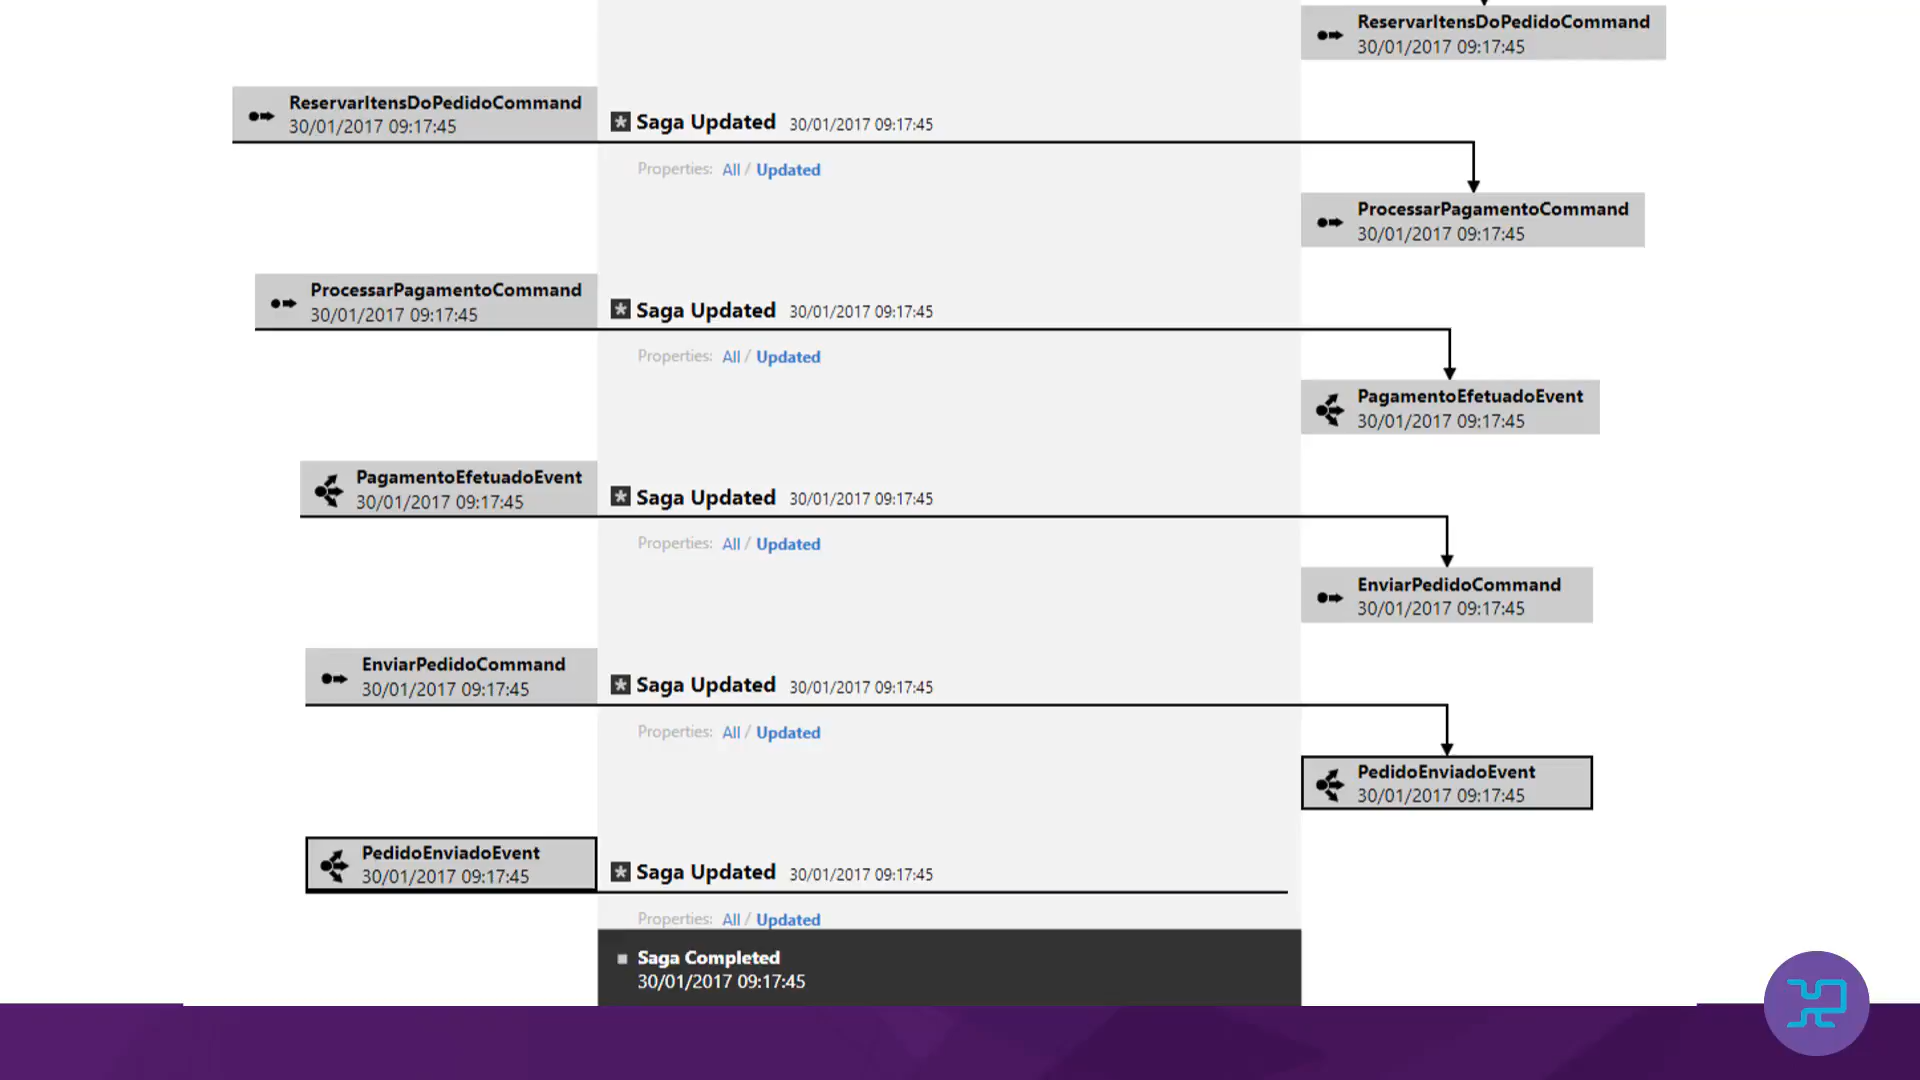 ReservarItensDoPedidoCommand
30/01/2017 09:17:45
ReservarItensDoPedidoCommand
30/01/2017 09:17:45
Saga Updated 30/01/2017 09:17:45
Properties: All / Updated
ProcessarPagamentoCommand
30/01/2017 09:17:45
ProcessarPagamentoCommand
30/01/2017 09:17:45
Saga Updated 30/01/2017 09:17:45
Properties: All / Updated
PagamentoEfetuadoEvent
30/01/2017 09:17:45
PagamentoEfetuadoEvent
30/01/2017 09:17:45
Saga Updated 30/01/2017 09:17:45
Properties: All / Updated
EnviarPedidoCommand
30/01/2017 09:17:45
EnviarPedidoCommand
30/01/2017 09:17:45
Saga Updated 30/01/2017 09:17:45
Properties: All / Updated
PedidoEnviadoEvent
30/01/2017 09:17:45
PedidoEnviadoEvent
30/01/2017 09:17:45
Saga Updated 30/01/2017 09:17:45
Properties: All / Updated
Saga Completed
30/01/2017 09:17:45